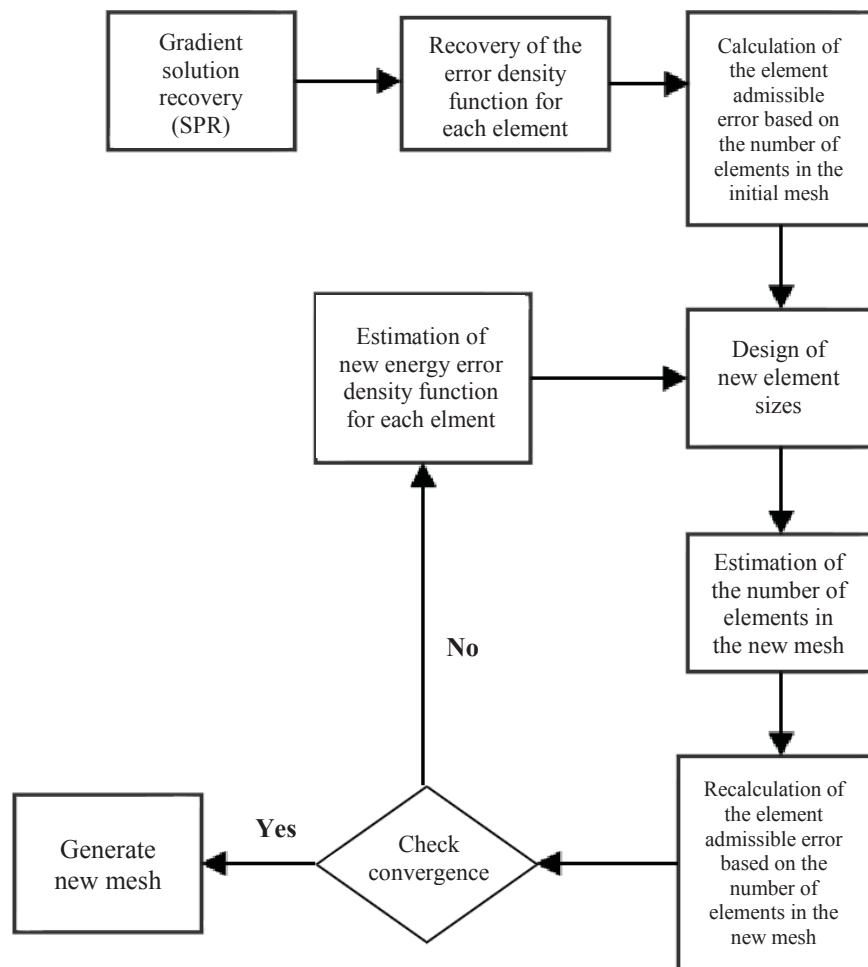 Gradient
solution
recovery
(SPR)
Recovery of the
error density
function for
each element
Calculation of
the element
admissible
error based on
the number of
elements in the
initial mesh
Estimation of
new energy error
density function
for each elment
Design of
new element
sizes
Estimation of
the number of
elements in
the new mesh
No
Recalculation of
the element
admissible error
based on the
number of
elements in the
new mesh
Check
convergence
Yes
Generate
new mesh